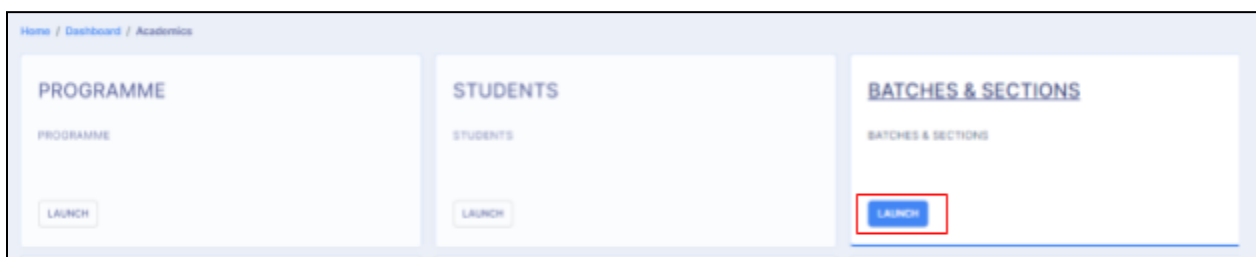 Home / Dashboard / Academics
PROGRAMME
PROGRAMME
LAUNCH
STUDENTS
STUDENTS
LAUNCH
BATCHES & SECTIONS
BATCHES & SECTIONS
LAUNCH